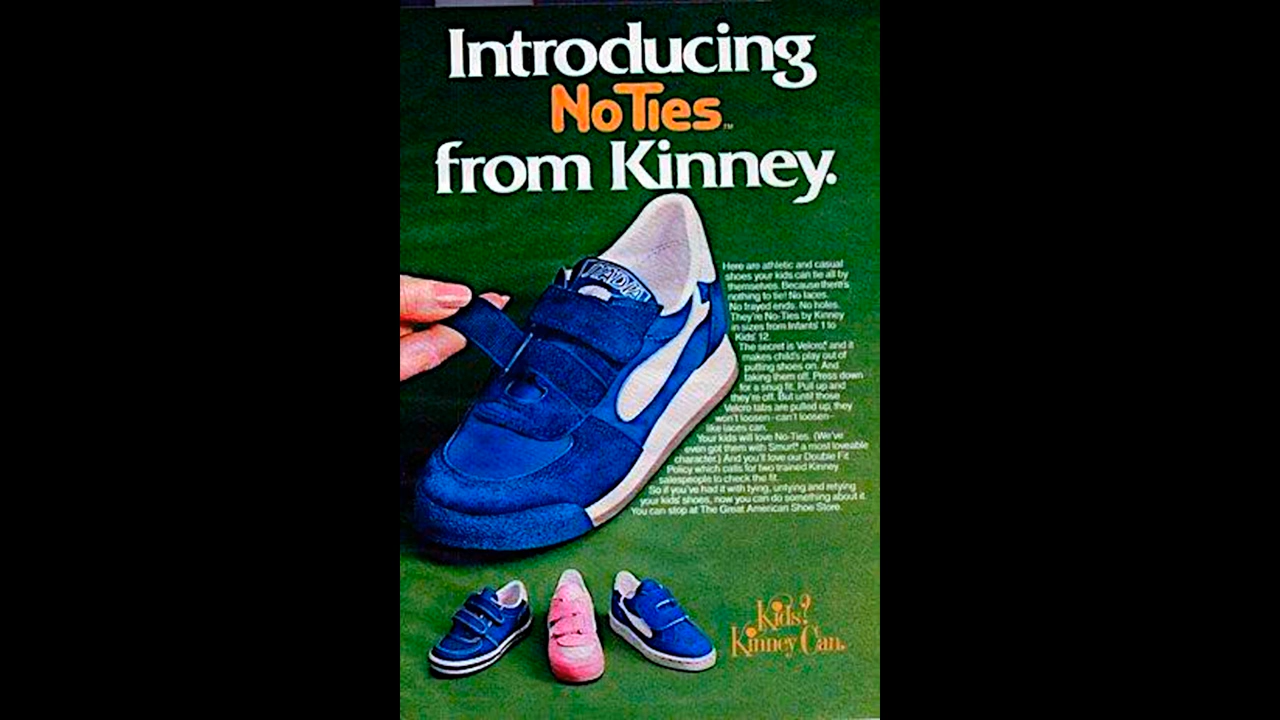 Introducing
NoTies™
from Kinney.
Here are athletic and casual
shoes your kids can tie all by
themselves. Because there's
nothing to tie! No laces.
No frayed ends. No holes.
They're No-Ties by Kinney
in sizes from Infants' 1 to
Kids' 12.
The secret is Velcro,® and it
makes child's play out of
putting shoes on. And
taking them off. Press down
for a snug fit. Pull up and
they're off. But until those
Velcro tabs are pulled up, they
won't loosen–can't loosen–
like laces can.
Your kids will love No-Ties. (We've
even got them with Smurf,® a most loveable
character.) And you'll love our Double Fit
Policy which calls for two trained Kinney
salespeople to check the fit.
So if you've had it with tying, untying and retying
your kids' shoes, now you can do something about it.
You can stop at The Great American Shoe Store.
Kids?
Kinney Can.